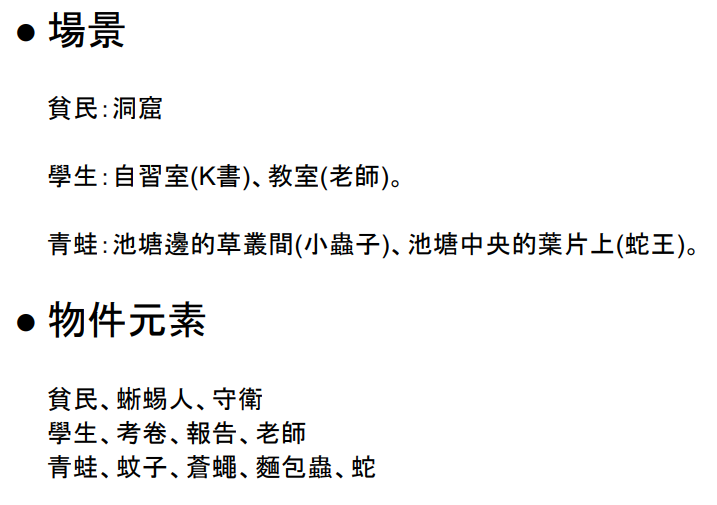 ● 場景
貧民：洞窟
學生：自習室(K書)、教室(老師)。
青蛙：池塘邊的草叢間(小蟲子)、池塘中央的葉片上(蛇王)。
● 物件元素
貧民、蜥蜴人、守衛
學生、考卷、報告、老師
青蛙、蚊子、蒼蠅、麵包蟲、蛇